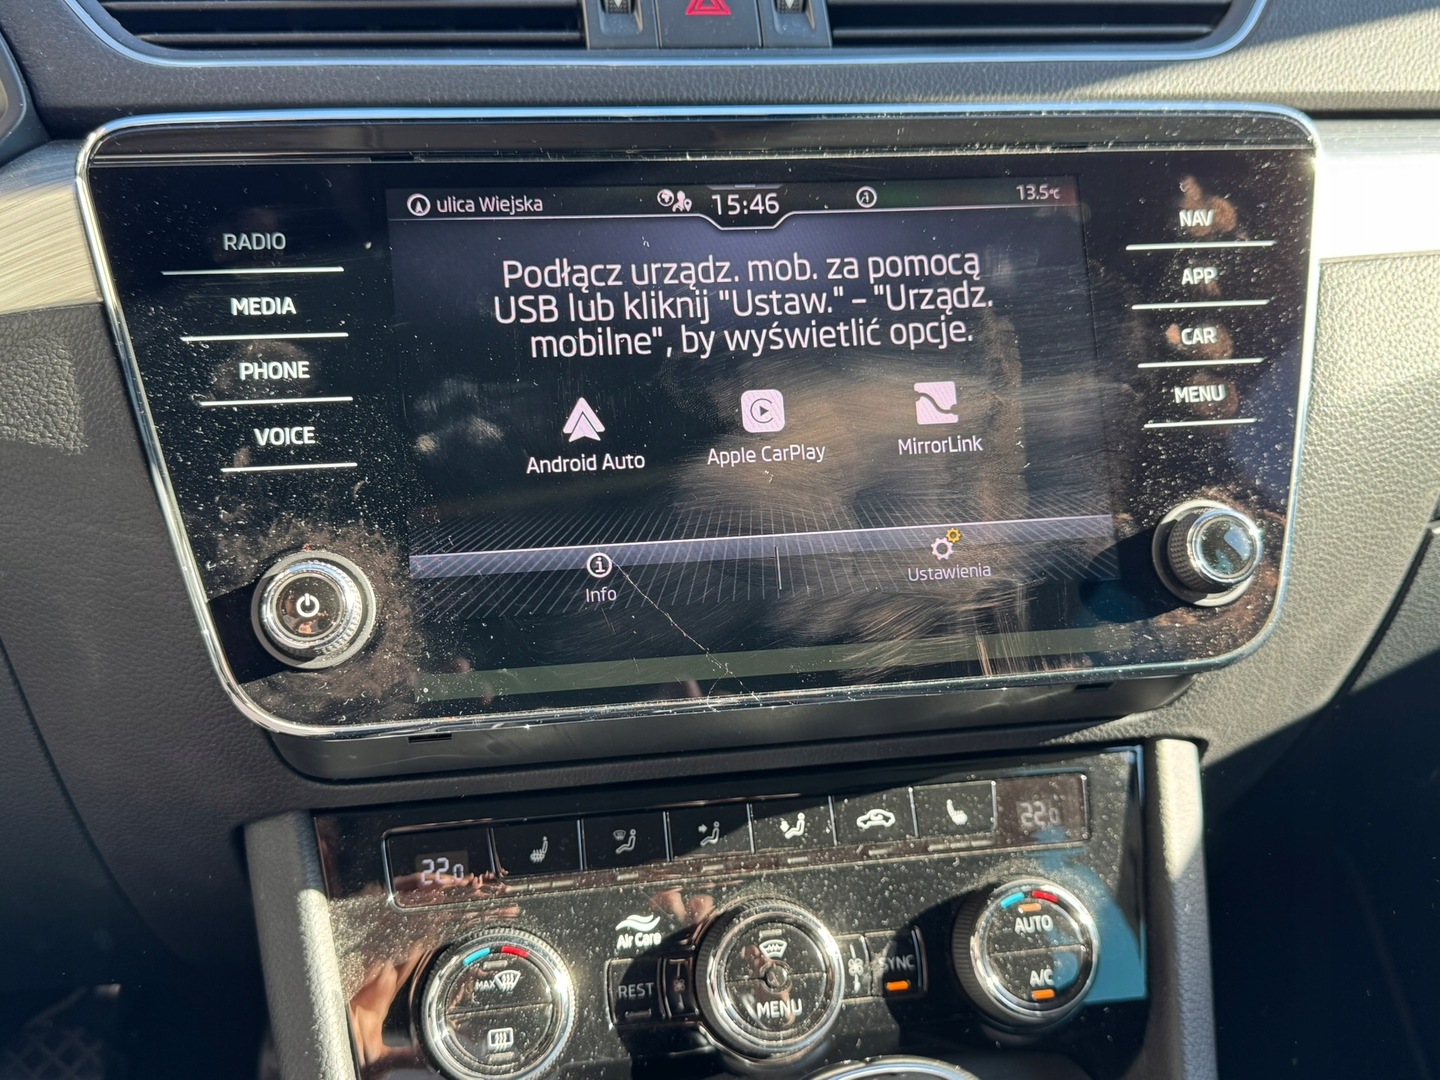 ulica Wiejska
15:46
13.5°C
RADIO
MEDIA
PHONE
VOICE
Podłącz urządz. mob. za pomocą
USB lub kliknij "Ustaw." – "Urządz.
mobilne", by wyświetlić opcje.
Android Auto
Apple CarPlay
MirrorLink
Info
Ustawienia
NAV
APP
CAR
MENU
22.0
22.0
Air Care
MAX
REST
MENU
SYNC
AUTO
A/C